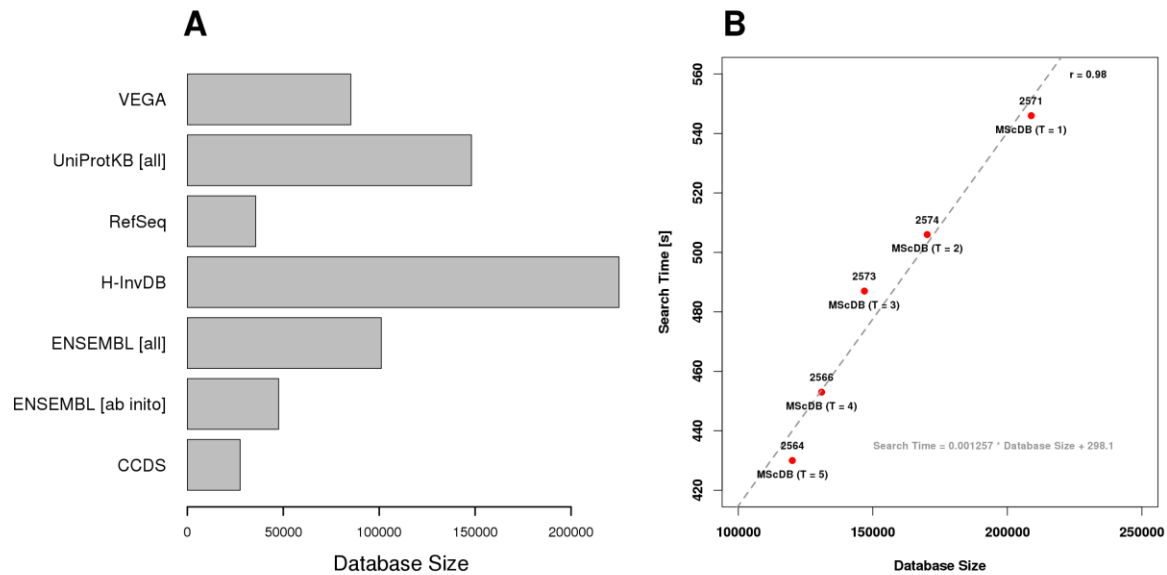 A
VEGA
UniProtKB [all]
RefSeq
H-InvDB
ENSEMBL [all]
ENSEMBL [ab inito]
CCDS
0 50000 100000 150000 200000
Database Size
B
560
540
520
500
480
460
440
420
Search Time [s]
r = 0.98
2571
MScDB (T = 1)
2574
MScDB (T = 2)
2573
MScDB (T = 3)
2566
MScDB (T = 4)
2564
MScDB (T = 5)
Search Time = 0.001257 * Database Size + 298.1
100000 150000 200000 250000
Database Size